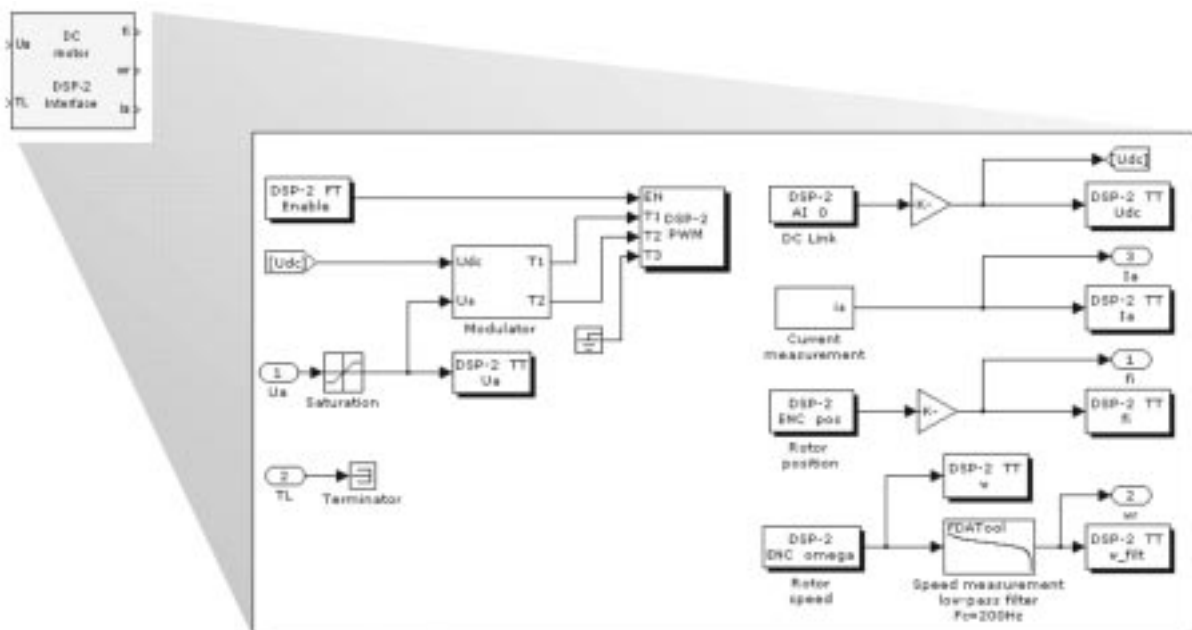 Ua
DC
motor
DSP-2
Interface
TL
fi
wr
Ia
DSP-2 FT
Enable
[Udc]
Udc
Ua
T1
T2
Modulator
EN
T1
T2
T3
DSP-2
PWM
1
Ua
Saturation
DSP-2 TT
Ua
2
TL
Terminator
DSP-2
AI 0
DC Link
K-
[Udc]
DSP-2 TT
Udc
ia
Current
measurement
3
Ia
DSP-2 TT
Ia
DSP-2
ENC pos
Rotor
position
K-
1
fi
DSP-2 TT
fi
DSP-2 TT
w
DSP-2
ENC omega
Rotor
speed
FDATool
Speed measurement
low-pass filter
Fc=200Hz
2
wr
DSP-2 TT
w_filt